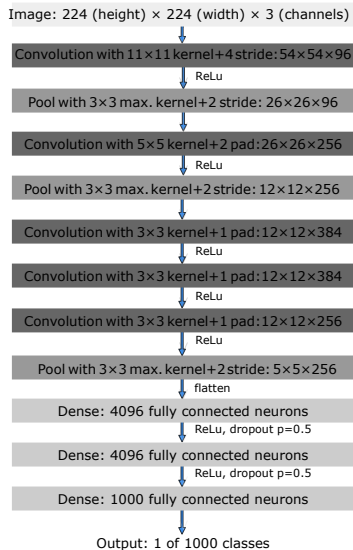 Image: 224 (height) × 224 (width) × 3 (channels)
Convolution with 11×11 kernel+4 stride:54×54×96
ReLu
Pool with 3×3 max. kernel+2 stride: 26×26×96
Convolution with 5×5 kernel+2 pad:26×26×256
ReLu
Pool with 3×3 max.kernel+2stride:12×12×256
Convolution with 3×3 kernel+1 pad:12×12×384
ReLu
Convolution with 3×3 kernel+1 pad:12×12×384
ReLu
Convolution with 3×3 kernel+1 pad:12×12×256
ReLu
Pool with 3×3 max.kernel+2stride:5×5×256
flatten
Dense: 4096 fully connected neurons
ReLu, dropout p=0.5
Dense: 4096 fully connected neurons
ReLu, dropout p=0.5
Dense: 1000 fully connected neurons
Output: 1 of 1000 classes